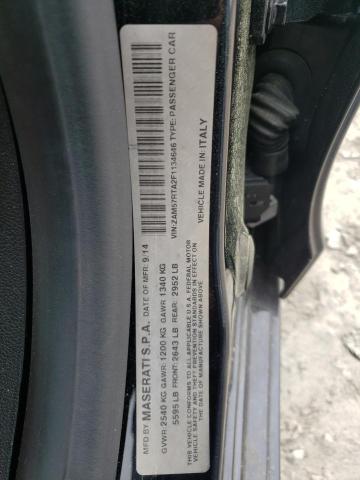 MFD BY MASERATI S.P.A. DATE OF MFR: 9/14
GVWR: 2540 KG GAWR: 1200 KG GAWR 1340 KG
5595 LB FRONT: 2643 LB REAR: 2952 LB
THIS VEHICLE CONFORMS TO ALL APPLICABLE U.S.A. FEDERAL MOTOR
VEHICLE SAFETY AND THEFT PREVENTION STANDARDS IN EFFECT ON
THE DATE OF MANUFACTURE SHOWN ABOVE.
VIN: ZAM57RTA2F1134646 TYPE: PASSENGER CAR
VEHICLE MADE IN: ITALY